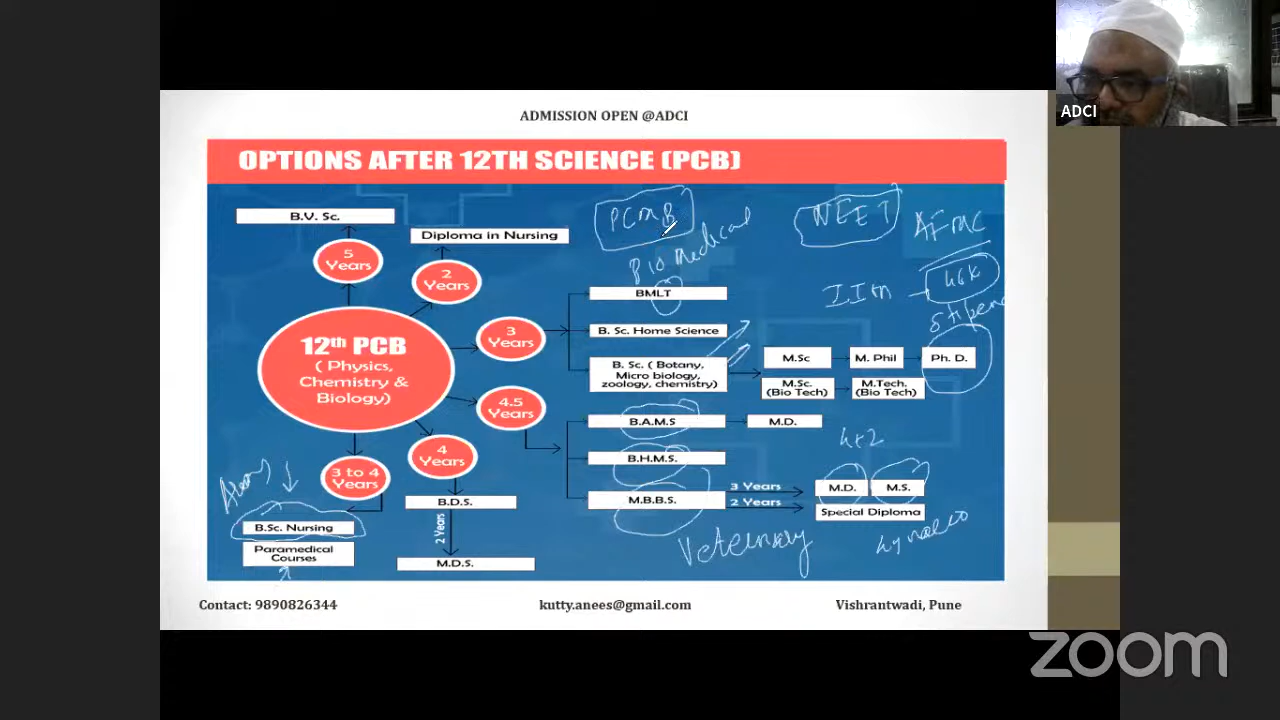 ADMISSION OPEN @ADCI
ADCI
OPTIONS AFTER 12TH SCIENCE (PCB)
B.V. Sc.
5 Years
Diploma in Nursing
2 Years
PCMB
Bio Medical
NEET
AFMC
IITM
46K
Stipend
12th PCB
( Physics,
Chemistry &
Biology)
3 Years
BMLT
B. Sc. Home Science
B. Sc. ( Botany,
Micro biology,
zoology, chemistry)
M.Sc
M. Phil
Ph. D.
M.Sc.
(Bio Tech)
M.Tech.
(Bio Tech)
4.5 Years
B.A.M.S
M.D.
B.H.M.S.
M.B.B.S.
3 Years
2 Years
4+2
M.D.
M.S.
Special Diploma
Gynaeco
Veterinary
4 Years
B.D.S.
2 Years
M.D.S.
3 to 4 Years
B.Sc. Nursing
Paramedical
Courses
Contact: 9890826344
kutty.anees@gmail.com
Vishrantwadi, Pune
zoom